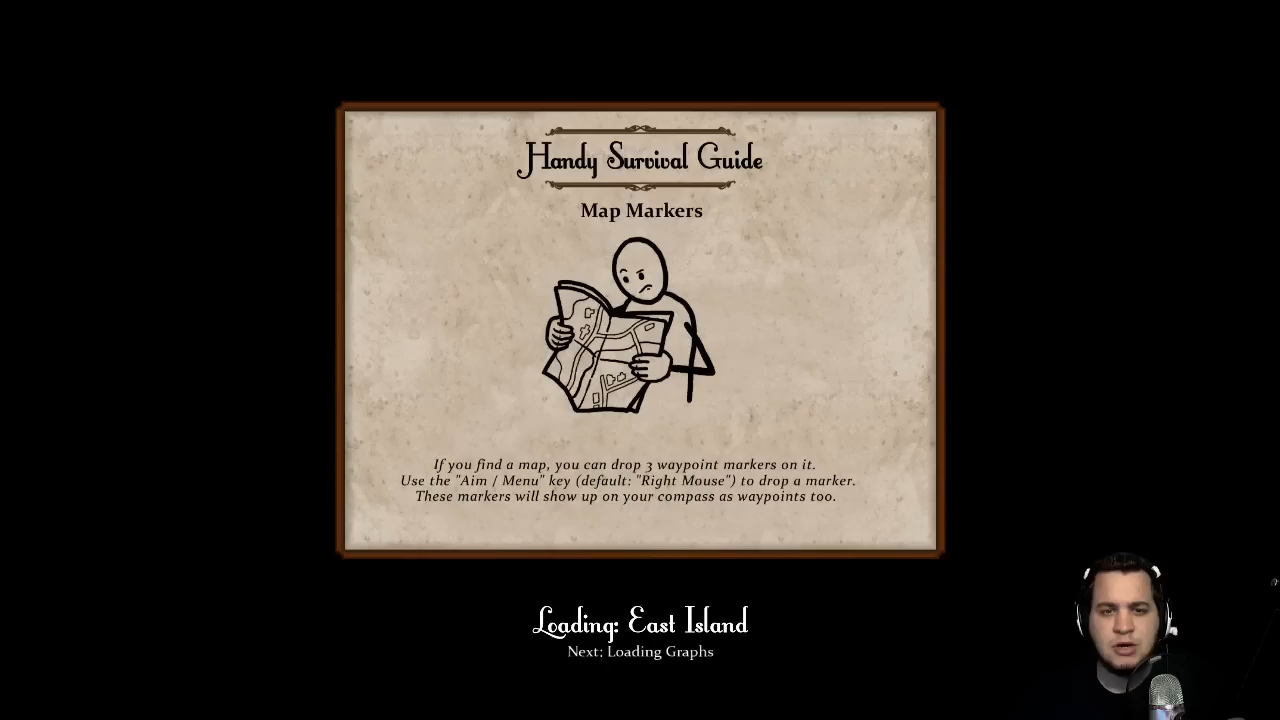 Handy Survival Guide
Map Markers
If you find a map, you can drop 3 waypoint markers on it.
Use the "Aim / Menu" key (default: "Right Mouse") to drop a marker.
These markers will show up on your compass as waypoints too.
Loading: East Island
Next: Loading Graphs